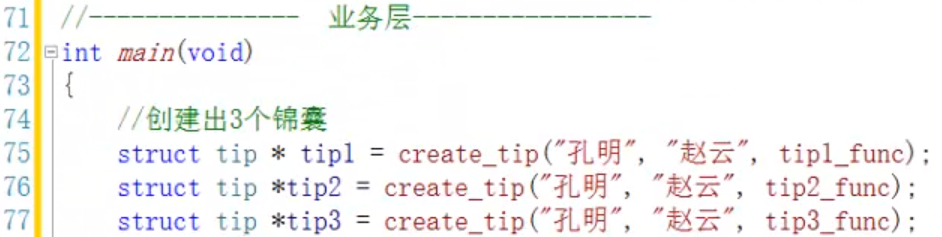 71 //--------------- 业务层-----------------
72 int main(void)
73 {
74 //创建出3个锦囊
75 struct tip * tip1 = create_tip("孔明", "赵云", tip1_func);
76 struct tip *tip2 = create_tip("孔明", "赵云", tip2_func);
77 struct tip *tip3 = create_tip("孔明", "赵云", tip3_func);